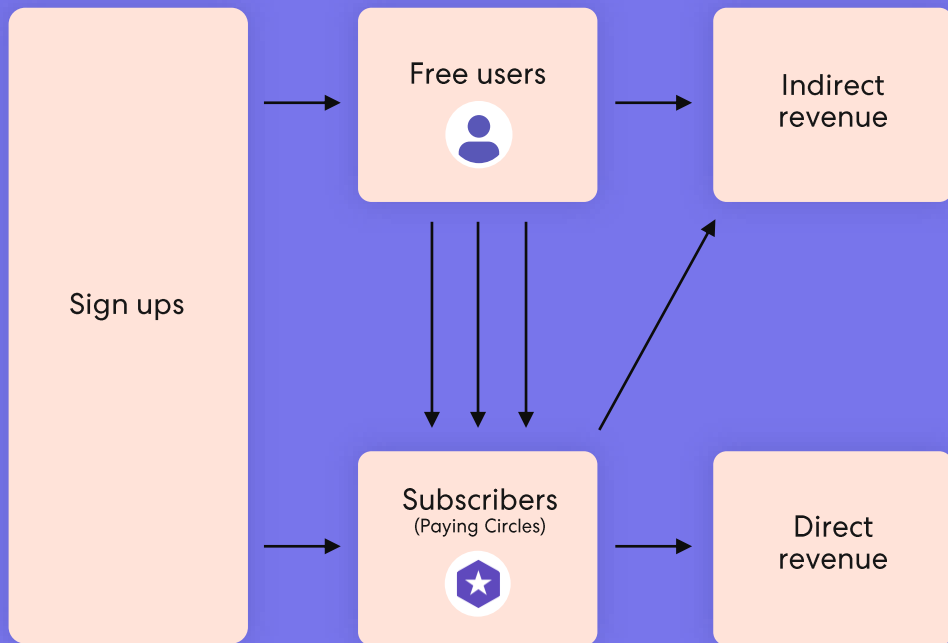 Sign ups
Free users
Indirect
revenue
Subscribers
(Paying Circles)
Direct
revenue